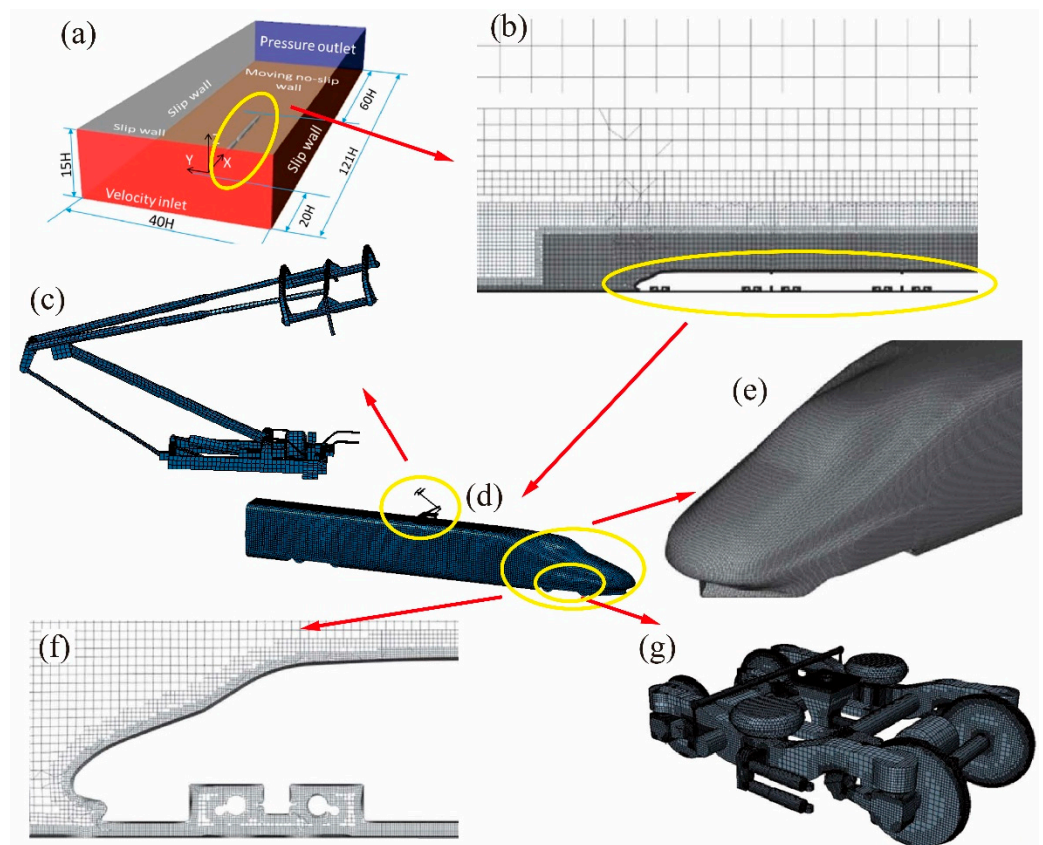 (a)
Pressure outlet
Moving no-slip
wall
Slip wall
Slip wall
Slip wall
Y
X
Velocity inlet
15H
40H
20H
60H
121H
(b)
(c)
(d)
(e)
(f)
(g)